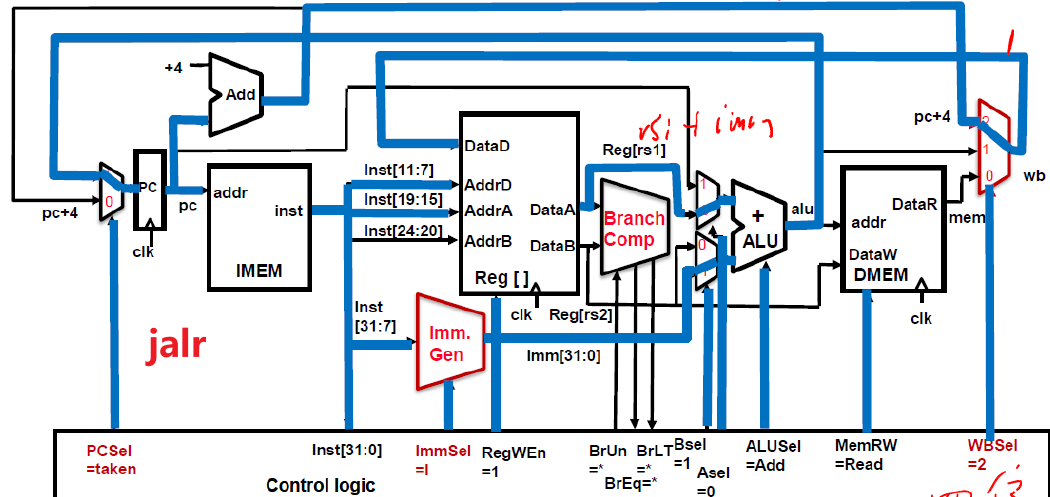 +4
Add
pc+4
1
rs1 + imm
pc+4
2
1
0
wb
DataD
Reg[rs1]
Inst[11:7]
AddrD
Inst[19:15]
AddrA
DataA
Inst[24:20]
AddrB
DataB
Reg [ ]
clk
Branch
Comp
1
0
1
+
ALU
alu
DataR
mem
addr
DataW
DMEM
clk
0
PC
pc
clk
addr
inst
IMEM
Inst
[31:7]
Imm.
Gen
Reg[rs2]
Imm[31:0]
jalr
PCSel
=taken
Inst[31:0]
ImmSel
=I
RegWEn
=1
BrUn
=*
BrEq=*
BrLT
=*
Bsel
=1
Asel
=0
ALUSel
=Add
MemRW
=Read
WBSel
=2
Control logic